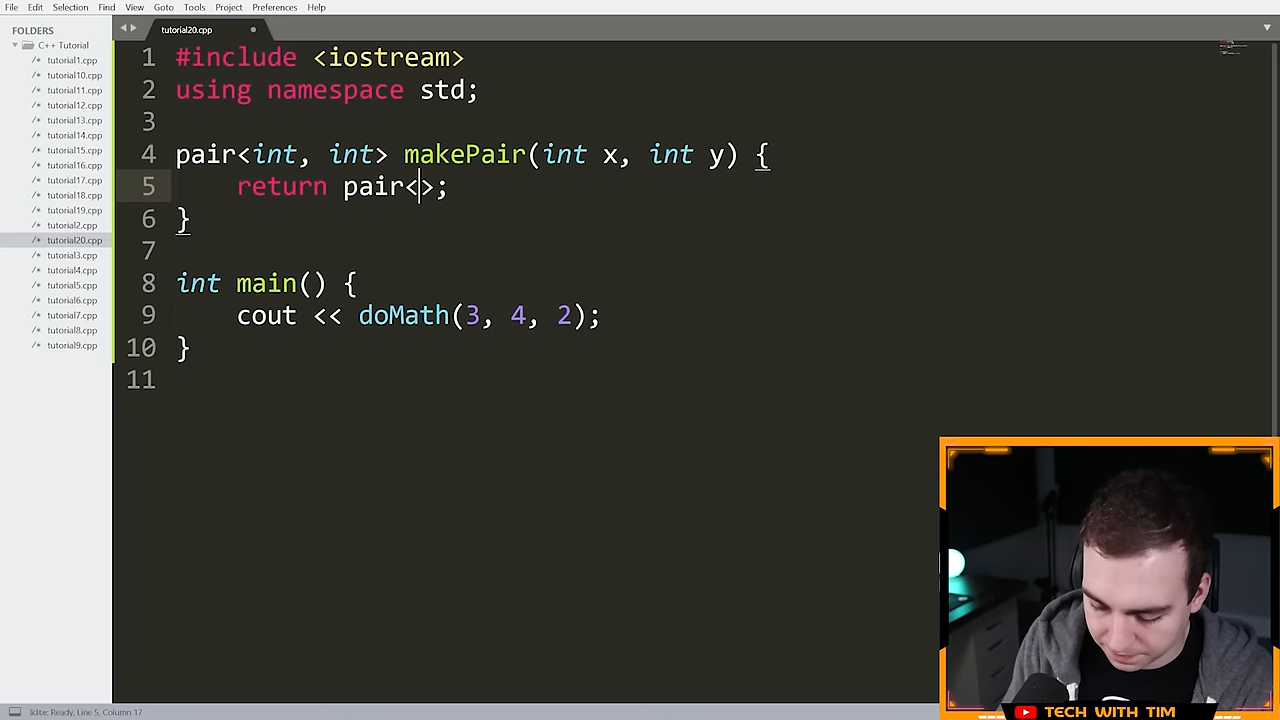 File Edit Selection Find View Goto Tools Project Preferences Help
FOLDERS
C++ Tutorial
/* tutorial1.cpp
/* tutorial10.cpp
/* tutorial11.cpp
/* tutorial12.cpp
/* tutorial13.cpp
/* tutorial14.cpp
/* tutorial15.cpp
/* tutorial16.cpp
/* tutorial17.cpp
/* tutorial18.cpp
/* tutorial19.cpp
/* tutorial2.cpp
/* tutorial20.cpp
/* tutorial3.cpp
/* tutorial4.cpp
/* tutorial5.cpp
/* tutorial6.cpp
/* tutorial7.cpp
/* tutorial8.cpp
/* tutorial9.cpp
tutorial20.cpp
1 #include <iostream>
2 using namespace std;
3
4 pair<int, int> makePair(int x, int y) {
5 return pair<>;
6 }
7
8 int main() {
9 cout << doMath(3, 4, 2);
10 }
11
kite: Ready, Line 5, Column 17
TECH WITH TIM